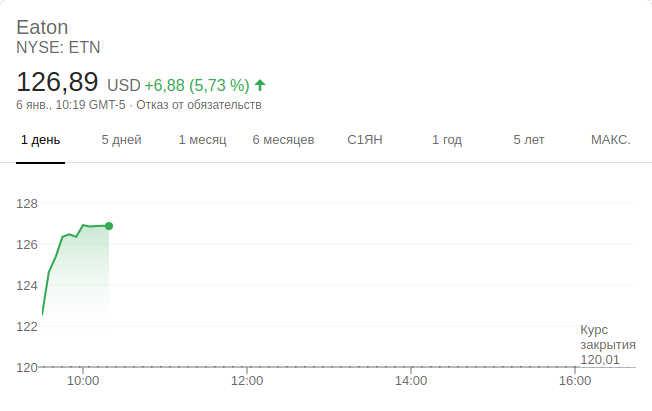 Eaton
NYSE: ETN
126,89 USD +6,88 (5,73 %)
6 янв., 10:19 GMT-5 · Отказ от обязательств
1 день 5 дней 1 месяц 6 месяцев С1ЯН 1 год 5 лет МАКС.
128
126
124
122
120
Курс
закрытия
120,01
10:00 12:00 14:00 16:00